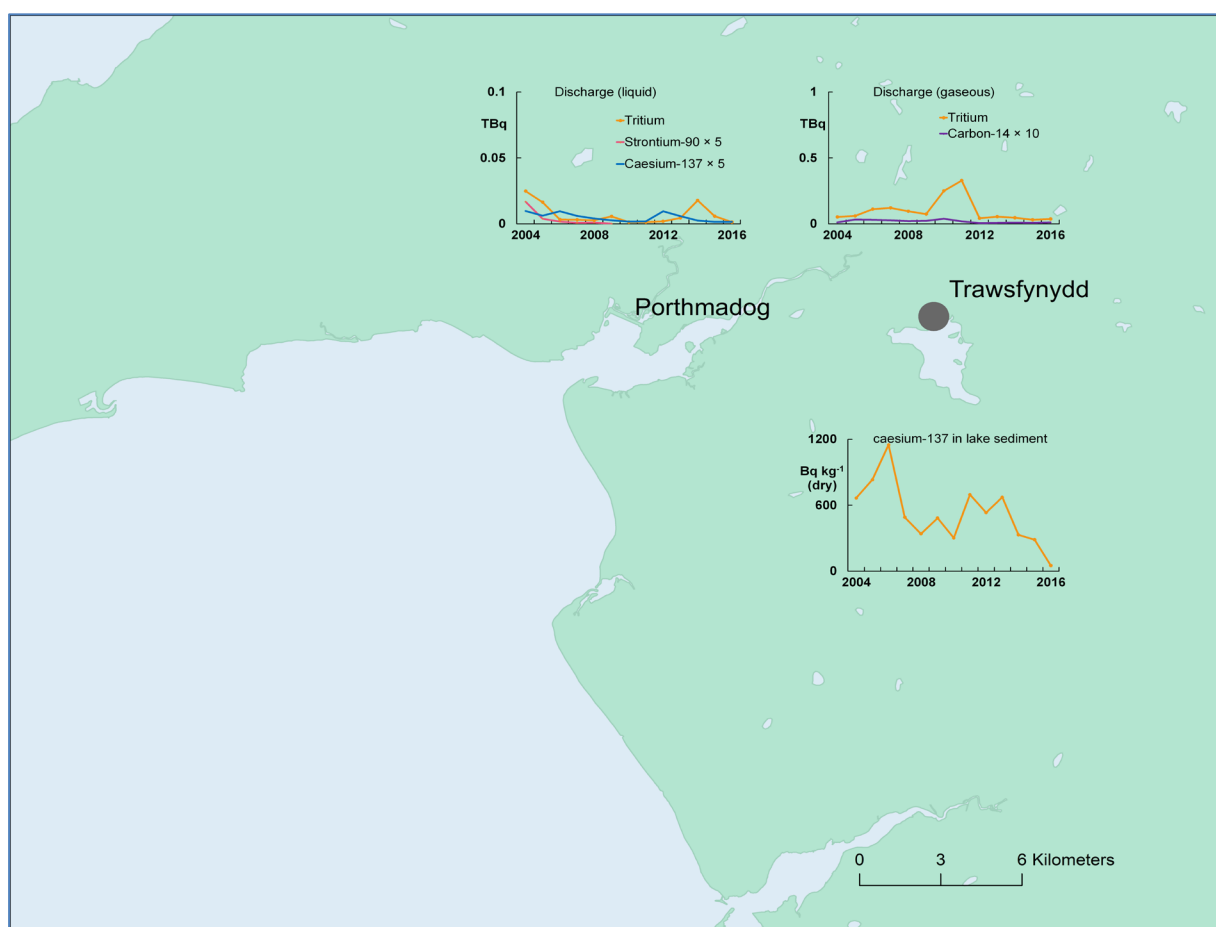 Discharge (liquid)
0.1
TBq
0.05
0
Tritium
Strontium-90 × 5
Caesium-137 × 5
2004 2008 2012 2016
Discharge (gaseous)
1
TBq
0.5
0
Tritium
Carbon-14 × 10
2004 2008 2012 2016
Porthmadog
Trawsfynydd
caesium-137 in lake sediment
1200
Bq kg⁻¹
(dry)
600
0
2004 2008 2012 2016
0 3 6 Kilometers